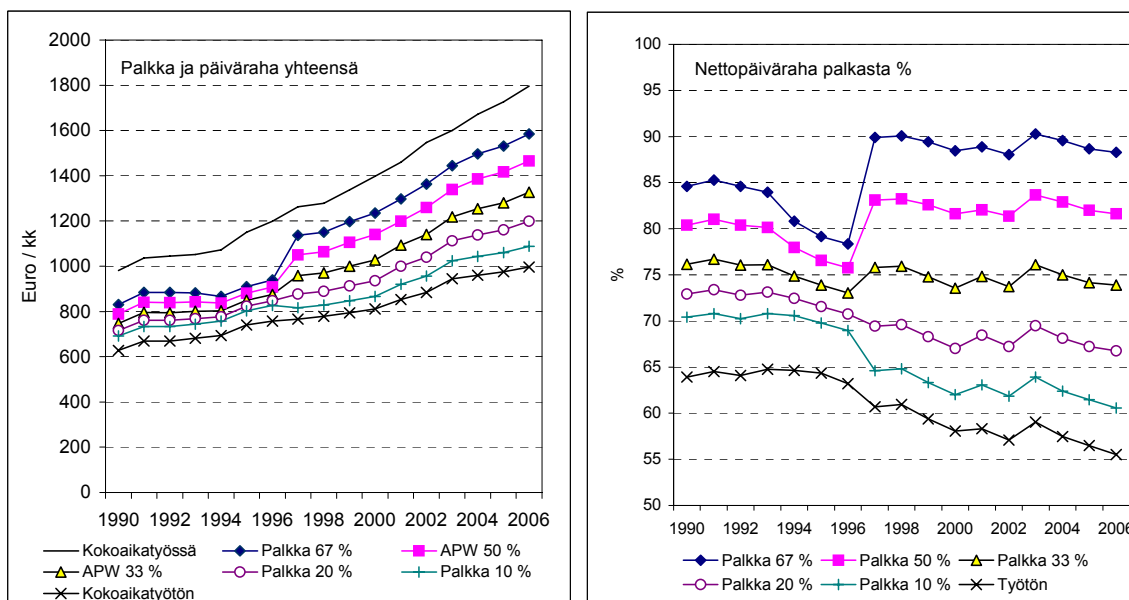 Palkka ja päiväraha yhteensä
Euro / kk
2000
1800
1600
1400
1200
1000
800
600
400
200
0
1990 1992 1994 1996 1998 2000 2002 2004 2006
Kokoaikatyössä Palkka 67 % APW 50 %
APW 33 % Palkka 20 % Palkka 10 %
Kokoaikatyötön
Nettopäiväraha palkasta %
%
100
95
90
85
80
75
70
65
60
55
50
1990 1992 1994 1996 1998 2000 2002 2004 2006
Palkka 67 % Palkka 50 % Palkka 33 %
Palkka 20 % Palkka 10 % Työtön